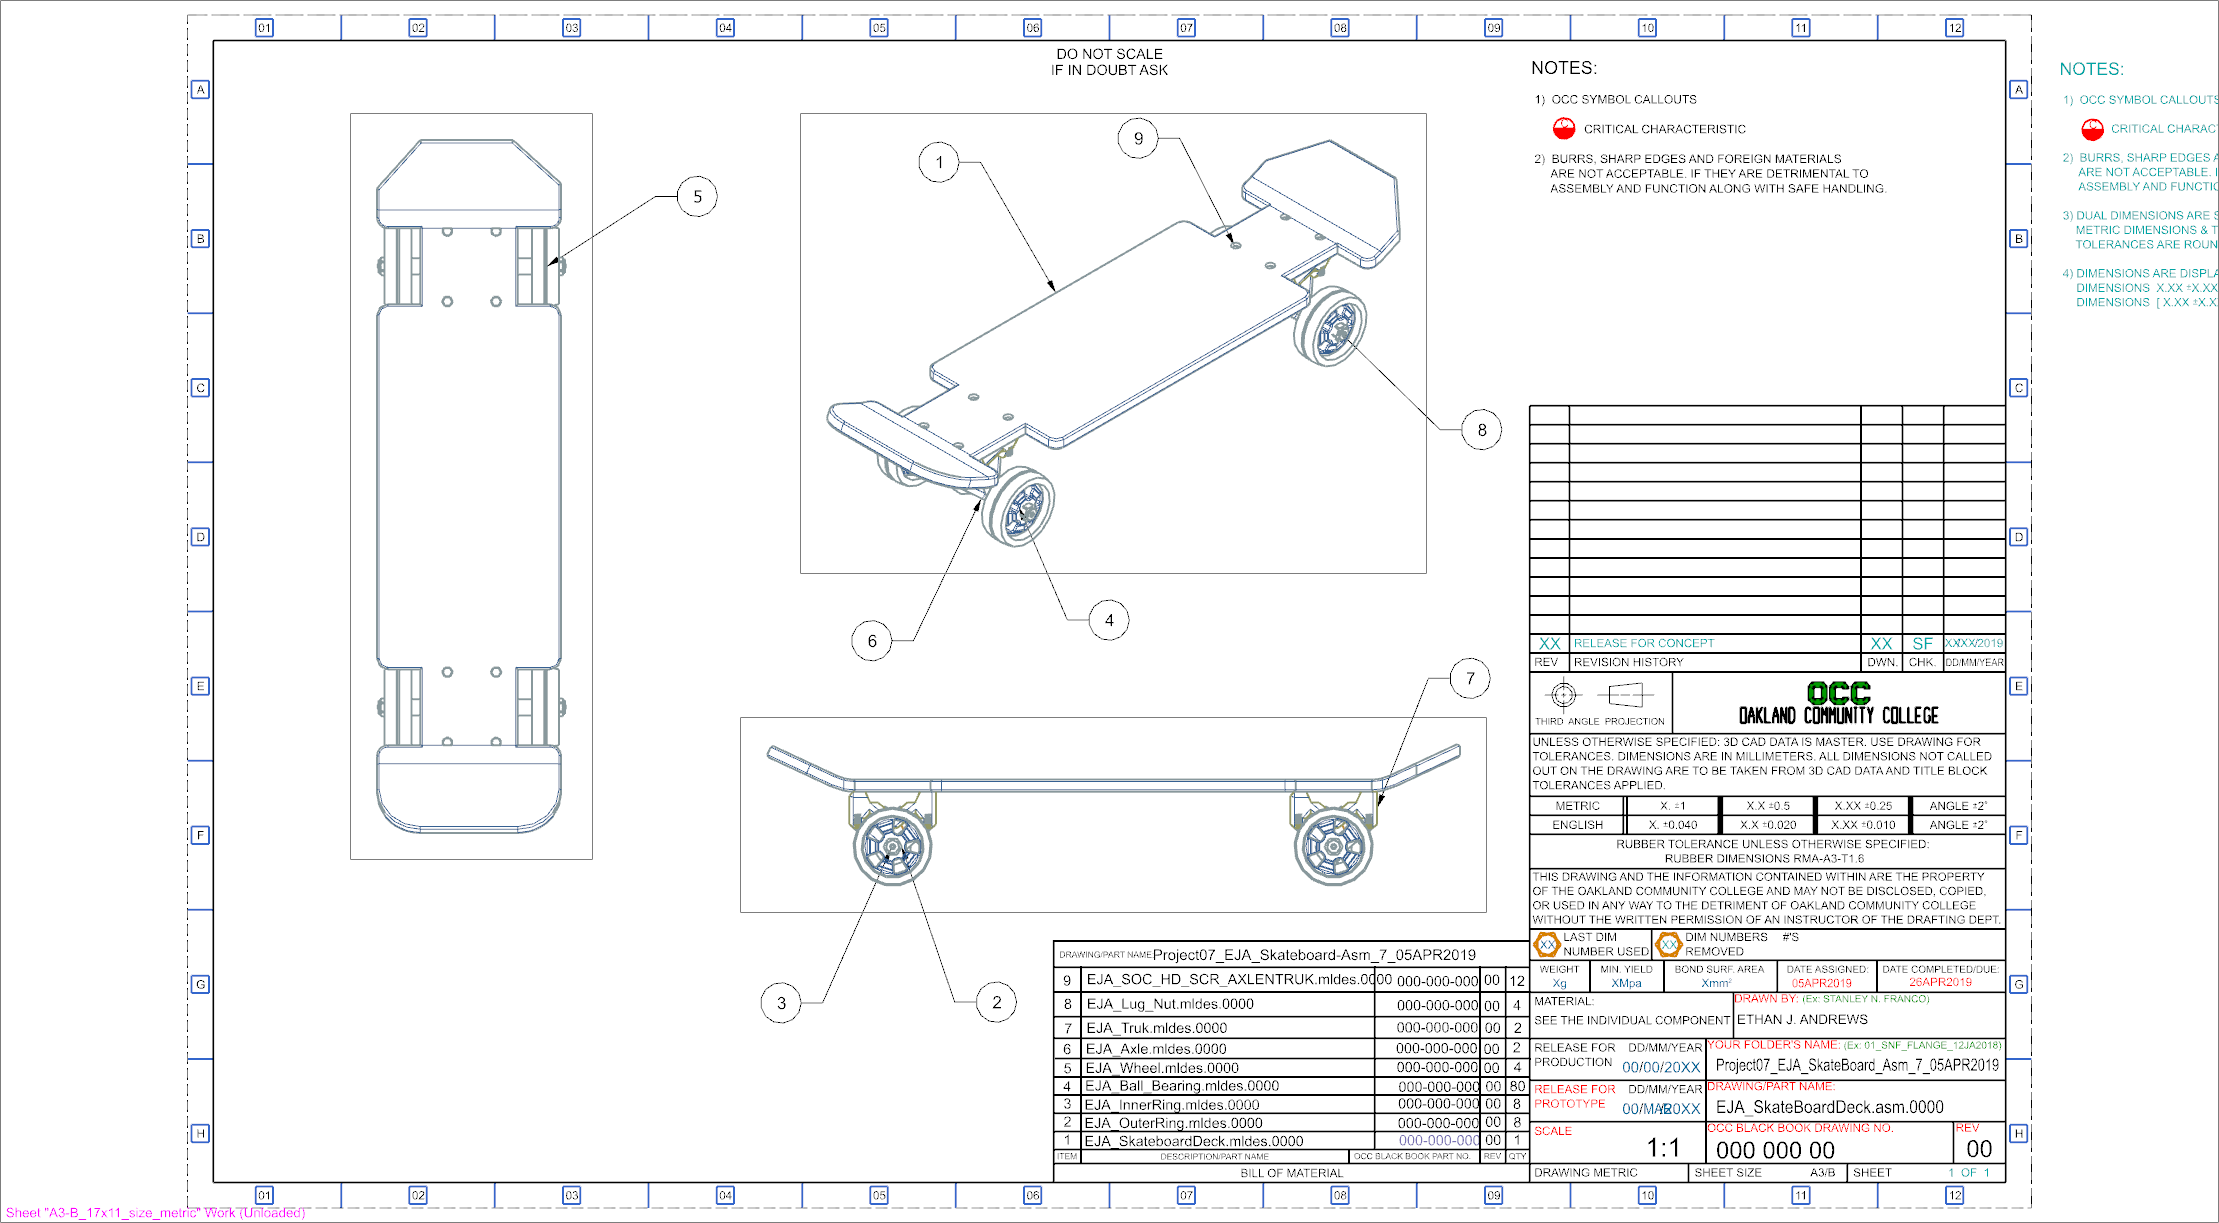 01 02 03 04 05 06 07 08 09 10 11 12
DO NOT SCALE
IF IN DOUBT ASK
A
B
C
D
E
F
G
H
A
B
C
D
E
F
G
H
5
1
9
8
6
4
7
3
2
NOTES:
1) OCC SYMBOL CALLOUTS
C
CRITICAL CHARACTERISTIC
2) BURRS, SHARP EDGES AND FOREIGN MATERIALS
ARE NOT ACCEPTABLE. IF THEY ARE DETRIMENTAL TO
ASSEMBLY AND FUNCTION ALONG WITH SAFE HANDLING.
NOTES:
1) OCC SYMBOL CALLOUTS
C
CRITICAL CHARAC
2) BURRS, SHARP EDGES A
ARE NOT ACCEPTABLE. I
ASSEMBLY AND FUNCTIO
3) DUAL DIMENSIONS ARE S
METRIC DIMENSIONS & T
TOLERANCES ARE ROUN
4) DIMENSIONS ARE DISPLA
DIMENSIONS X.XX ±X.XX
DIMENSIONS [ X.XX ±X.X
XX RELEASE FOR CONCEPT XX SF XX/XX/2019
REV REVISION HISTORY DWN. CHK. DD/MM/YEAR
THIRD ANGLE PROJECTION
OCC
OAKLAND COMMUNITY COLLEGE
UNLESS OTHERWISE SPECIFIED: 3D CAD DATA IS MASTER. USE DRAWING FOR
TOLERANCES. DIMENSIONS ARE IN MILLIMETERS. ALL DIMENSIONS NOT CALLED
OUT ON THE DRAWING ARE TO BE TAKEN FROM 3D CAD DATA AND TITLE BLOCK
TOLERANCES APPLIED.
METRIC X. ±1 X.X ±0.5 X.XX ±0.25 ANGLE ±2°
ENGLISH X. ±0.040 X.X ±0.020 X.XX ±0.010 ANGLE ±2°
RUBBER TOLERANCE UNLESS OTHERWISE SPECIFIED:
RUBBER DIMENSIONS RMA-A3-T1.6
THIS DRAWING AND THE INFORMATION CONTAINED WITHIN ARE THE PROPERTY
OF THE OAKLAND COMMUNITY COLLEGE AND MAY NOT BE DISCLOSED, COPIED,
OR USED IN ANY WAY TO THE DETRIMENT OF OAKLAND COMMUNITY COLLEGE
WITHOUT THE WRITTEN PERMISSION OF AN INSTRUCTOR OF THE DRAFTING DEPT.
XX LAST DIM
NUMBER USED
XX DIM NUMBERS #'S
REMOVED
WEIGHT MIN. YIELD BOND SURF. AREA DATE ASSIGNED: DATE COMPLETED/DUE:
Xg XMpa Xmm² 05APR2019 26APR2019
MATERIAL:
SEE THE INDIVIDUAL COMPONENT
DRAWN BY: (Ex: STANLEY N. FRANCO)
ETHAN J. ANDREWS
RELEASE FOR DD/MM/YEAR
PRODUCTION 00/00/20XX
YOUR FOLDER'S NAME: (Ex: 01_SNF_FLANGE_12JA2018)
Project07_EJA_SkateBoard_Asm_7_05APR2019
RELEASE FOR DD/MM/YEAR
PROTOTYPE 00/MAR/20XX
DRAWING/PART NAME:
EJA_SkateBoardDeck.asm.0000
SCALE
1:1
OCC BLACK BOOK DRAWING NO.
000 000 00
REV
00
DRAWING METRIC SHEET SIZE A3/B SHEET 1 OF 1
DRAWING/PART NAME Project07_EJA_Skateboard-Asm_7_05APR2019
9 EJA_SOC_HD_SCR_AXLENTRUK.mldes.0000 000-000-000 00 12
8 EJA_Lug_Nut.mldes.0000 000-000-000 00 4
7 EJA_Truk.mldes.0000 000-000-000 00 2
6 EJA_Axle.mldes.0000 000-000-000 00 2
5 EJA_Wheel.mldes.0000 000-000-000 00 4
4 EJA_Ball_Bearing.mldes.0000 000-000-000 00 80
3 EJA_InnerRing.mldes.0000 000-000-000 00 8
2 EJA_OuterRing.mldes.0000 000-000-000 00 8
1 EJA_SkateboardDeck.mldes.0000 000-000-000 00 1
ITEM DESCRIPTION/PART NAME OCC BLACK BOOK PART NO. REV QTY
BILL OF MATERIAL
01 02 03 04 05 06 07 08 09 10 11 12
Sheet "A3-B_17x11_size_metric" Work (Unloaded)